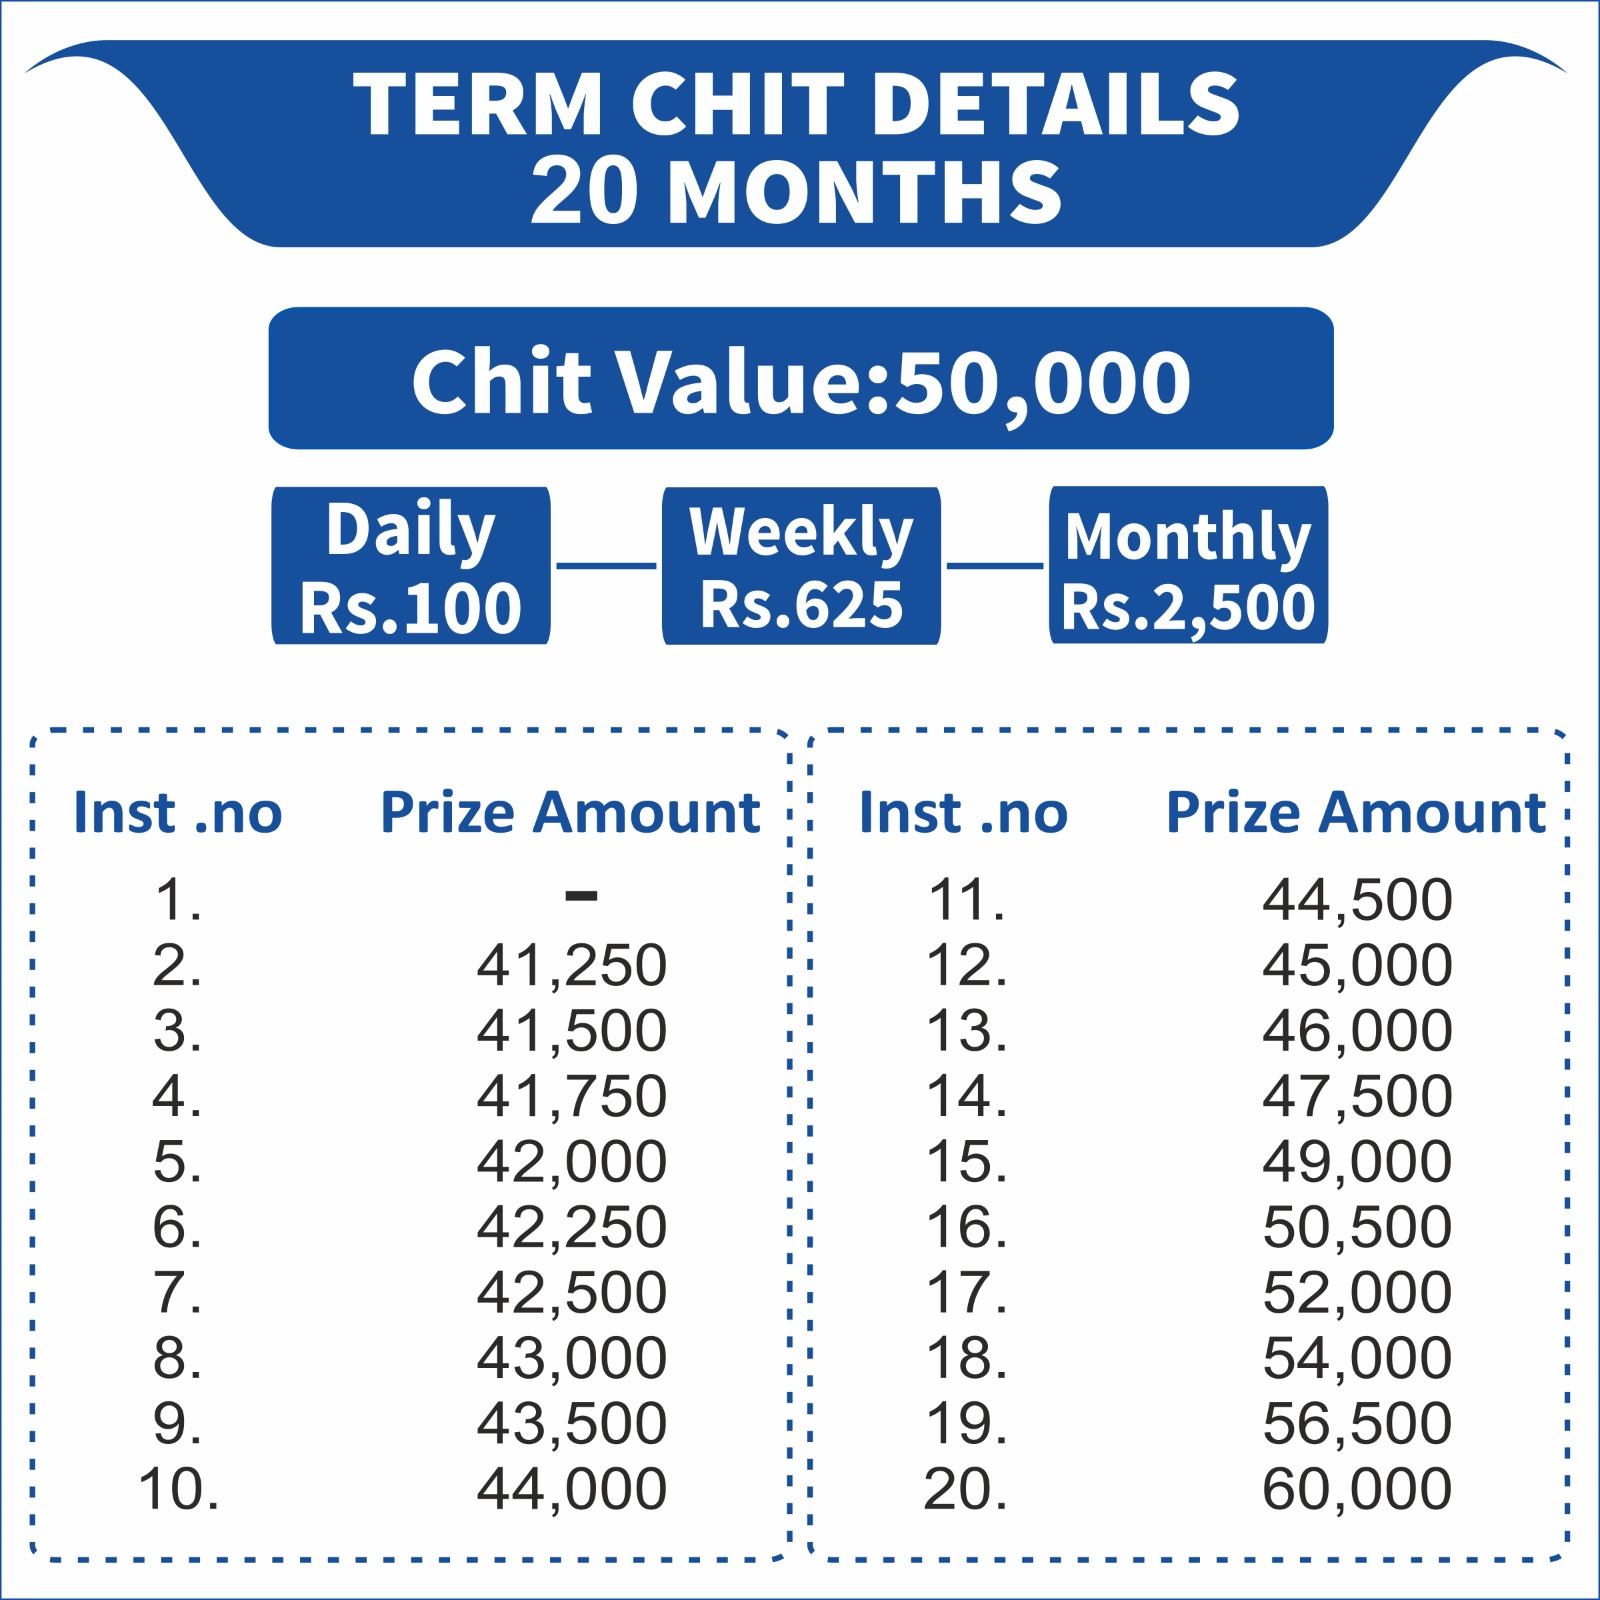 TERM CHIT DETAILS
20 MONTHS
Chit Value:50,000
Daily
Rs.100
Weekly
Rs.625
Monthly
Rs.2,500
Inst .no Prize Amount
1. -
2. 41,250
3. 41,500
4. 41,750
5. 42,000
6. 42,250
7. 42,500
8. 43,000
9. 43,500
10. 44,000
Inst .no Prize Amount
11. 44,500
12. 45,000
13. 46,000
14. 47,500
15. 49,000
16. 50,500
17. 52,000
18. 54,000
19. 56,500
20. 60,000